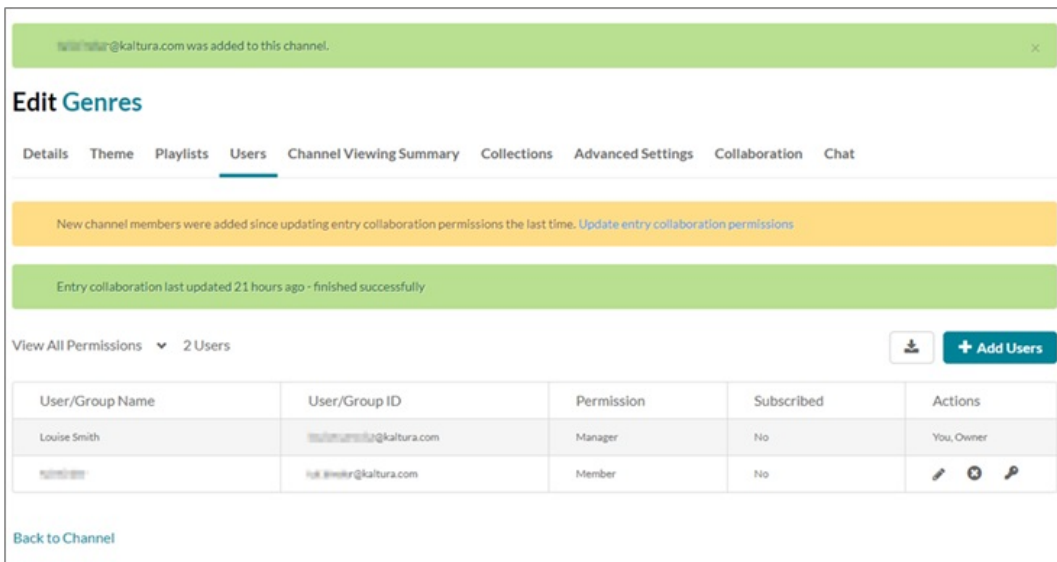 @kaltura.com was added to this channel.
Edit Genres
Details Theme Playlists Users Channel Viewing Summary Collections Advanced Settings Collaboration Chat
New channel members were added since updating entry collaboration permissions the last time. Update entry collaboration permissions
Entry collaboration last updated 21 hours ago - finished successfully
View All Permissions 2 Users + Add Users
User/Group Name User/Group ID Permission Subscribed Actions
Louise Smith @kaltura.com Manager No You, Owner
@kaltura.com Member No
Back to Channel